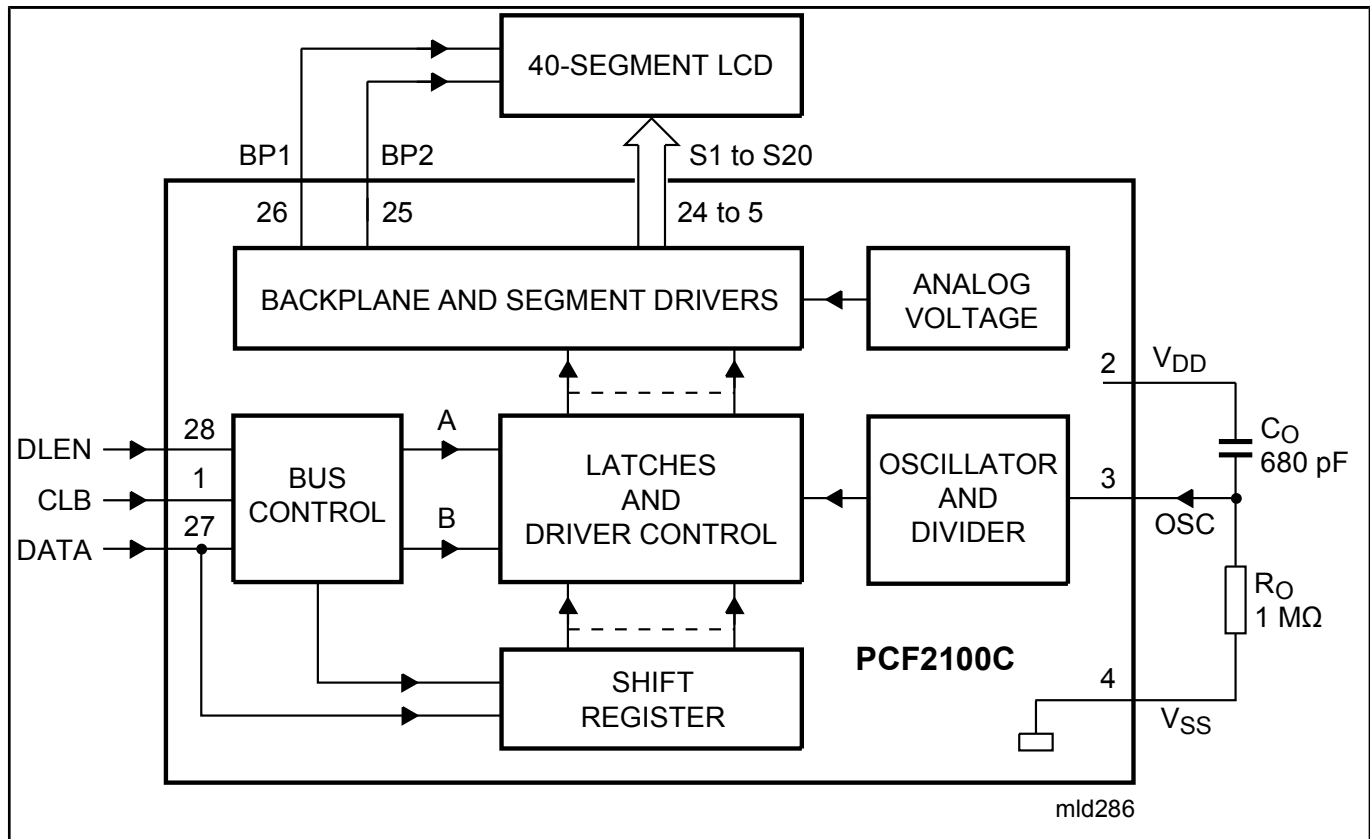 40-SEGMENT LCD
BP1
BP2
S1 to S20
26
25
24 to 5
BACKPLANE AND SEGMENT DRIVERS
ANALOG
VOLTAGE
2
VDD
DLEN
28
CLB
1
DATA
27
BUS
CONTROL
A
B
LATCHES
AND
DRIVER CONTROL
OSCILLATOR
AND
DIVIDER
3
OSC
CO
680 pF
RO
1 MΩ
SHIFT
REGISTER
PCF2100C
4
VSS
mld286